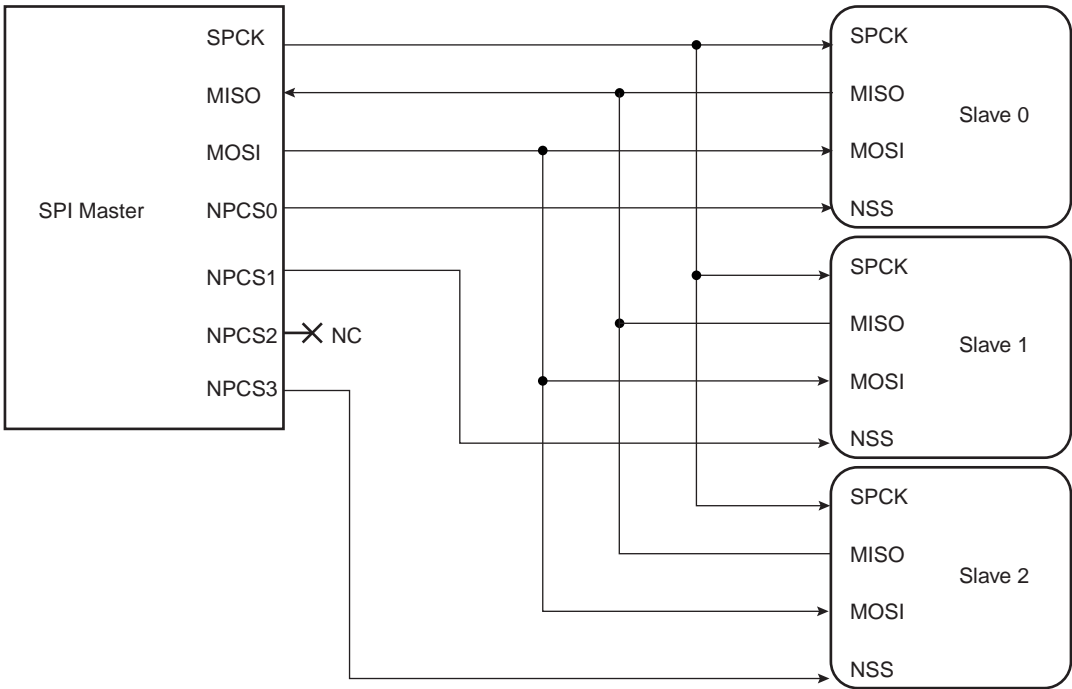 SPI Master
SPCK
MISO
MOSI
NPCS0
NPCS1
NPCS2
NC
NPCS3
SPCK
MISO
Slave 0
MOSI
NSS
SPCK
MISO
Slave 1
MOSI
NSS
SPCK
MISO
Slave 2
MOSI
NSS